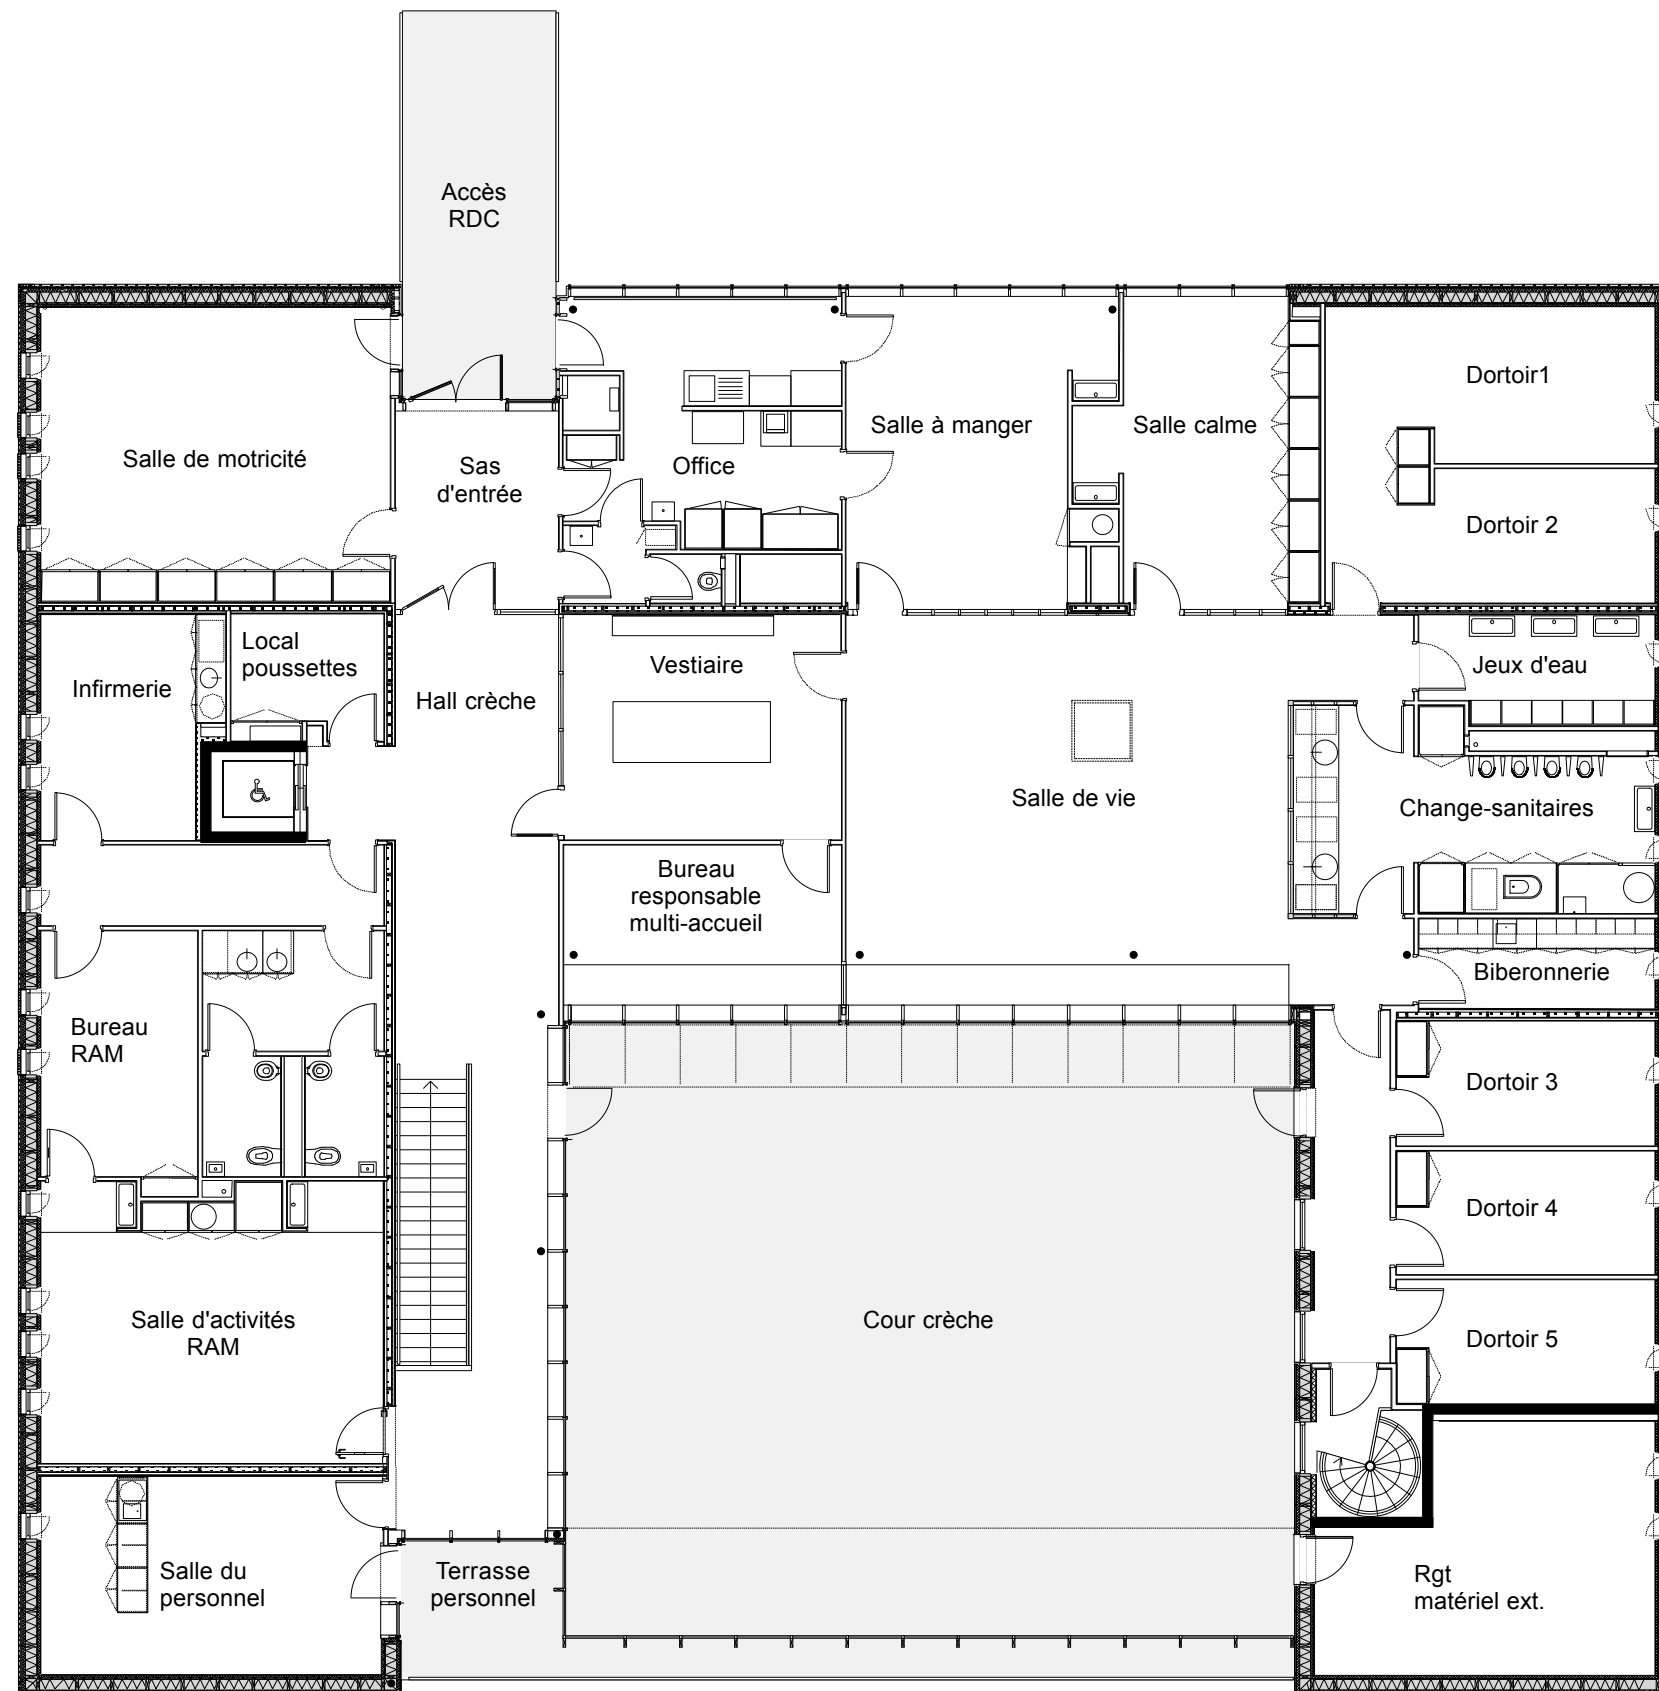 Accès
RDC
Salle de motricité
Sas
d'entrée
Office
Salle à manger
Salle calme
Dortoir1
Dortoir 2
Infirmerie
Local
poussettes
Hall crèche
Vestiaire
Salle de vie
Jeux d'eau
Change-sanitaires
Bureau
responsable
multi-accueil
Biberonnerie
Bureau
RAM
Dortoir 3
Dortoir 4
Dortoir 5
Salle d'activités
RAM
Cour crèche
Salle du
personnel
Terrasse
personnel
Rgt
matériel ext.